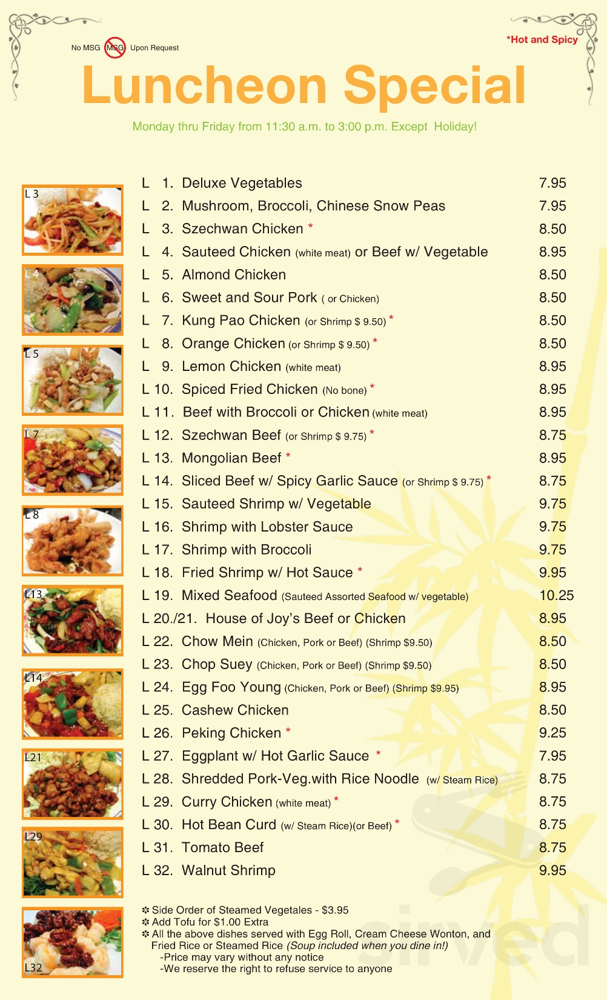 *Hot and Spicy
No MSG MSG Upon Request
Luncheon Special
Monday thru Friday from 11:30 a.m. to 3:00 p.m. Except Holiday!
L 1. Deluxe Vegetables 7.95
L 2. Mushroom, Broccoli, Chinese Snow Peas 7.95
L 3. Szechwan Chicken * 8.50
L 4. Sauteed Chicken (white meat) or Beef w/ Vegetable 8.95
L 5. Almond Chicken 8.50
L 6. Sweet and Sour Pork ( or Chicken) 8.50
L 7. Kung Pao Chicken (or Shrimp $ 9.50) * 8.50
L 8. Orange Chicken (or Shrimp $ 9.50) * 8.50
L 9. Lemon Chicken (white meat) 8.95
L 10. Spiced Fried Chicken (No bone) * 8.95
L 11. Beef with Broccoli or Chicken (white meat) 8.95
L 12. Szechwan Beef (or Shrimp $ 9.75) * 8.75
L 13. Mongolian Beef * 8.95
L 14. Sliced Beef w/ Spicy Garlic Sauce (or Shrimp $ 9.75) * 8.75
L 15. Sauteed Shrimp w/ Vegetable 9.75
L 16. Shrimp with Lobster Sauce 9.75
L 17. Shrimp with Broccoli 9.75
L 18. Fried Shrimp w/ Hot Sauce * 9.95
L 19. Mixed Seafood (Sauteed Assorted Seafood w/ vegetable) 10.25
L 20./21. House of Joy's Beef or Chicken 8.95
L 22. Chow Mein (Chicken, Pork or Beef) (Shrimp $9.50) 8.50
L 23. Chop Suey (Chicken, Pork or Beef) (Shrimp $9.50) 8.50
L 24. Egg Foo Young (Chicken, Pork or Beef) (Shrimp $9.95) 8.95
L 25. Cashew Chicken 8.50
L 26. Peking Chicken * 9.25
L 27. Eggplant w/ Hot Garlic Sauce * 7.95
L 28. Shredded Pork-Veg.with Rice Noodle (w/ Steam Rice) 8.75
L 29. Curry Chicken (white meat) * 8.75
L 30. Hot Bean Curd (w/ Steam Rice)(or Beef) * 8.75
L 31. Tomato Beef 8.75
L 32. Walnut Shrimp 9.95
L 3
L 4
L 5
L 7
L 8
L13
L14
L21
L29
L32
✽ Side Order of Steamed Vegetales - $3.95
✽ Add Tofu for $1.00 Extra
✽ All the above dishes served with Egg Roll, Cream Cheese Wonton, and
Fried Rice or Steamed Rice (Soup included when you dine in!)
-Price may vary without any notice
-We reserve the right to refuse service to anyone
sirved